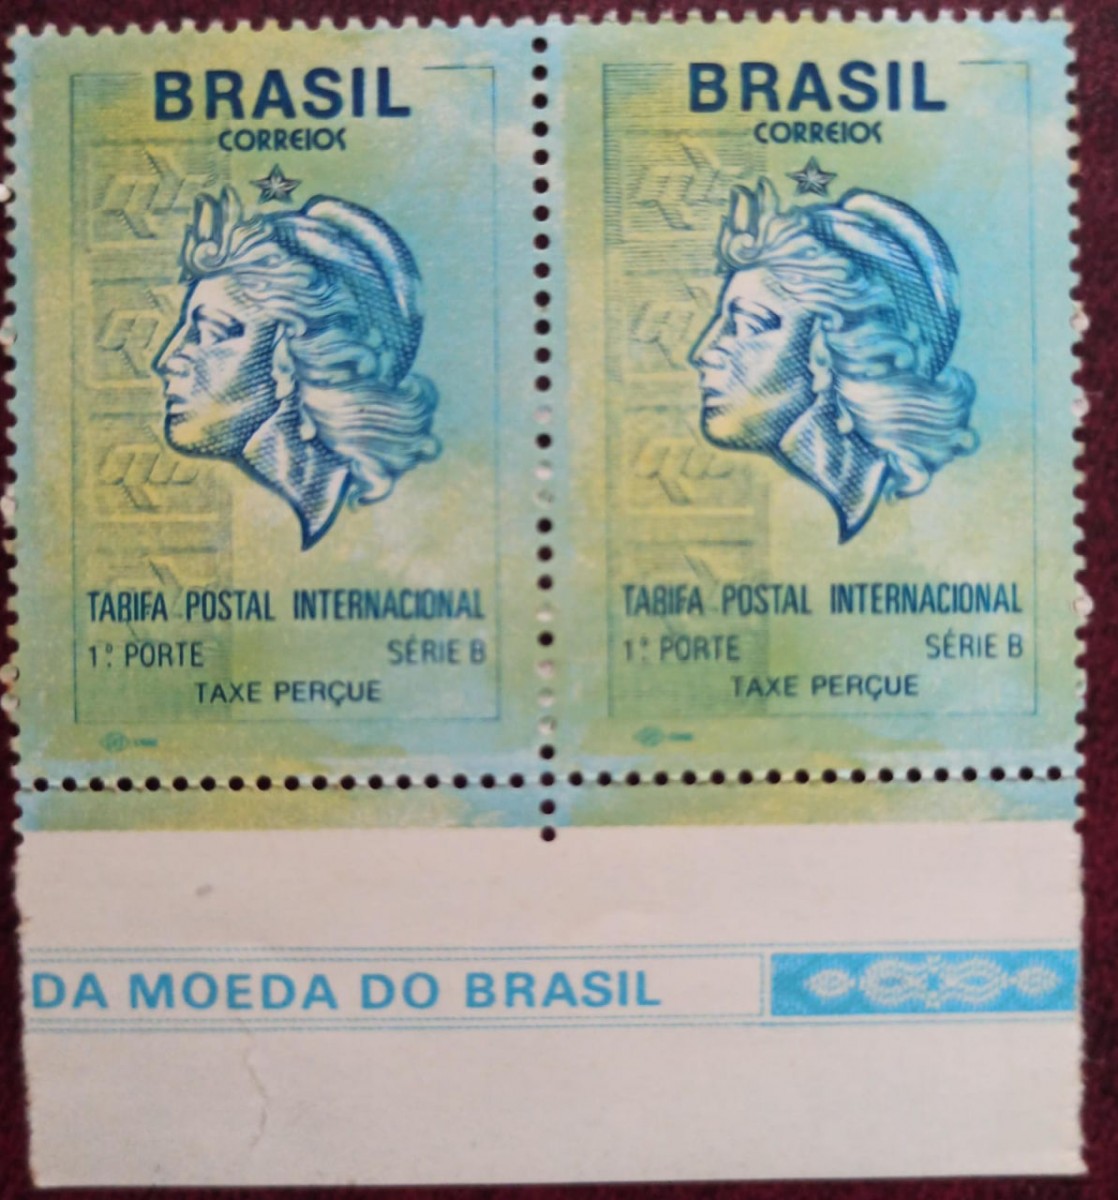 BRASIL
CORREIOS
TARIFA POSTAL INTERNACIONAL
1º PORTE SÉRIE B
TAXE PERÇUE
BRASIL
CORREIOS
TARIFA POSTAL INTERNACIONAL
1º PORTE SÉRIE B
TAXE PERÇUE
DA MOEDA DO BRASIL